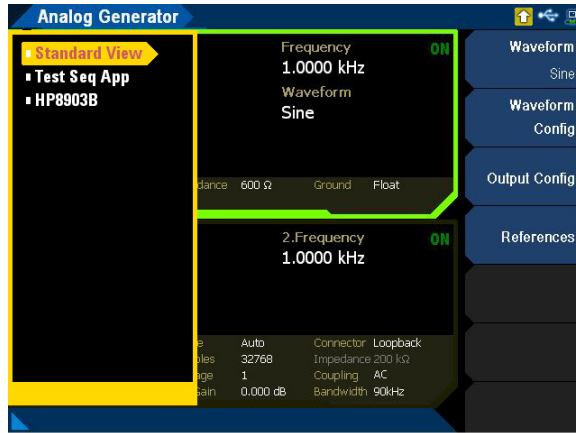 Analog Generator
Standard View
Test Seq App
HP8903B
Frequency ON
1.0000 kHz
Waveform
Sine
dance 600 Ω Ground Float
2.Frequency ON
1.0000 kHz
e Auto Connector Loopback
ples 32768 Impedance 200 kΩ
age 1 Coupling AC
Gain 0.000 dB Bandwidth 90kHz
Waveform
Sine
Waveform
Config
Output Config
References